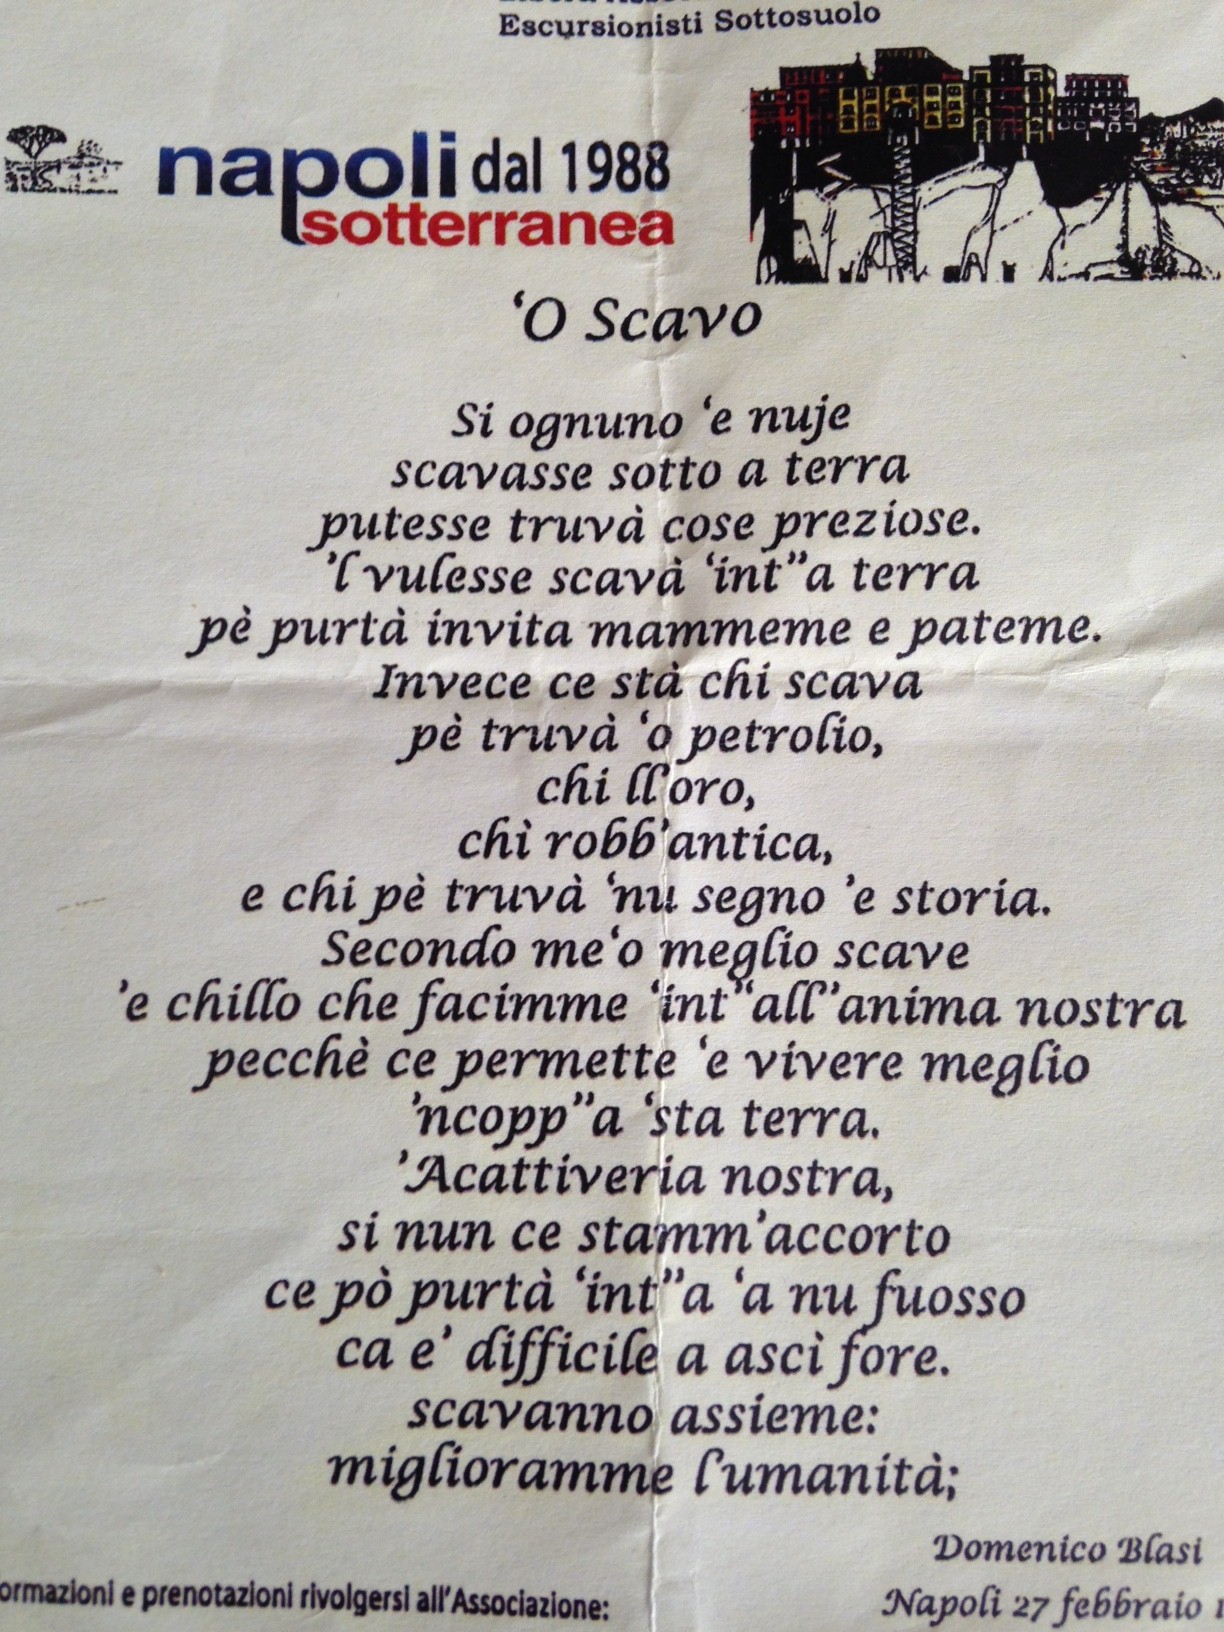 Escursionisti Sottosuolo
napoli dal 1988
sotterranea
‘O Scavo
Si ognuno ‘e nuje
scavasse sotto a terra
putesse truvà cose preziose.
’l vulesse scavà ‘int’’a terra
pè purtà invita mammeme e pateme.
Invece ce stà chi scava
pè truvà ‘o petrolio,
chi ll’oro,
chì robb’antica,
e chi pè truvà ‘nu segno ’e storia.
Secondo me‘o meglio scave
’e chillo che facimme ‘int‘‘all’’anima nostra
pecchè ce permette ‘e vivere meglio
’ncopp’’a ‘sta terra.
’Acattiveria nostra,
si nun ce stamm’accorto
ce pò purtà ‘int’’a ‘a nu fuosso
ca e’ difficile a ascì fore.
scavanno assieme:
miglioramme l’umanità;
Domenico Blasi
ormazioni e prenotazioni rivolgersi all’Associazione:
Napoli 27 febbraio